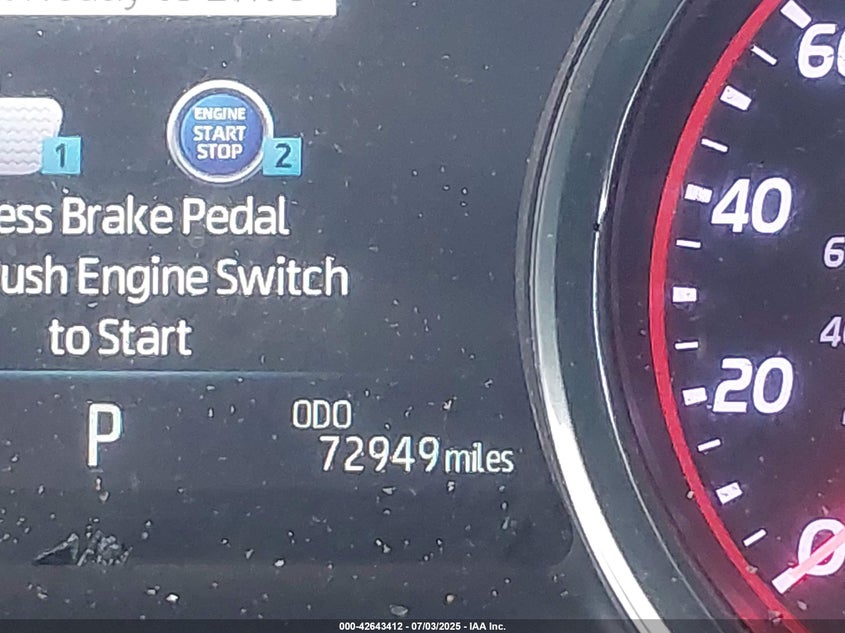 ENGINE
START
STOP
1
2
ess Brake Pedal
ush Engine Switch
to Start
P
ODO
72949 miles
60
40
20
0
000-42643412 - 07/03/2025 - IAA Inc.